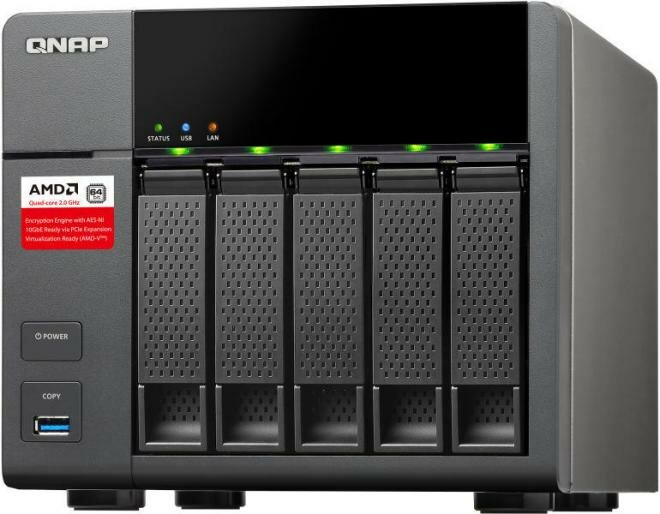 QNAP
STATUS USB LAN
AMD 64 bit
Quad-core 2.0 GHz
Encryption Engine with AES-NI
10GbE Ready via PCIe Expansion
Virtualization Ready (AMD-V™)
POWER
COPY